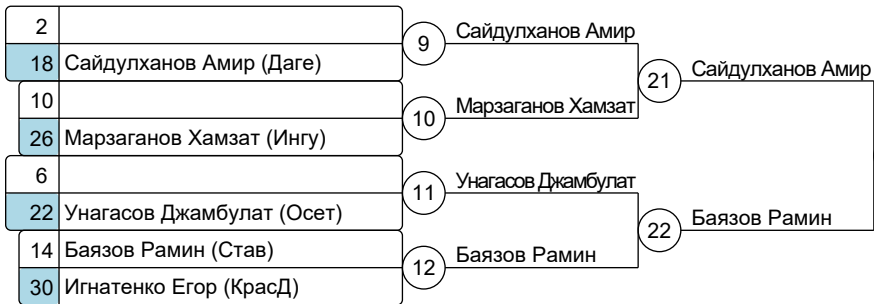 2
18 Сайдулханов Амир (Даге)
9 Сайдулханов Амир
10
26 Марзаганов Хамзат (Ингу)
10 Марзаганов Хамзат
21 Сайдулханов Амир
6
22 Унагасов Джамбулат (Осет)
11 Унагасов Джамбулат
14 Баязов Рамин (Став)
30 Игнатенко Егор (КрасД)
12 Баязов Рамин
22 Баязов Рамин